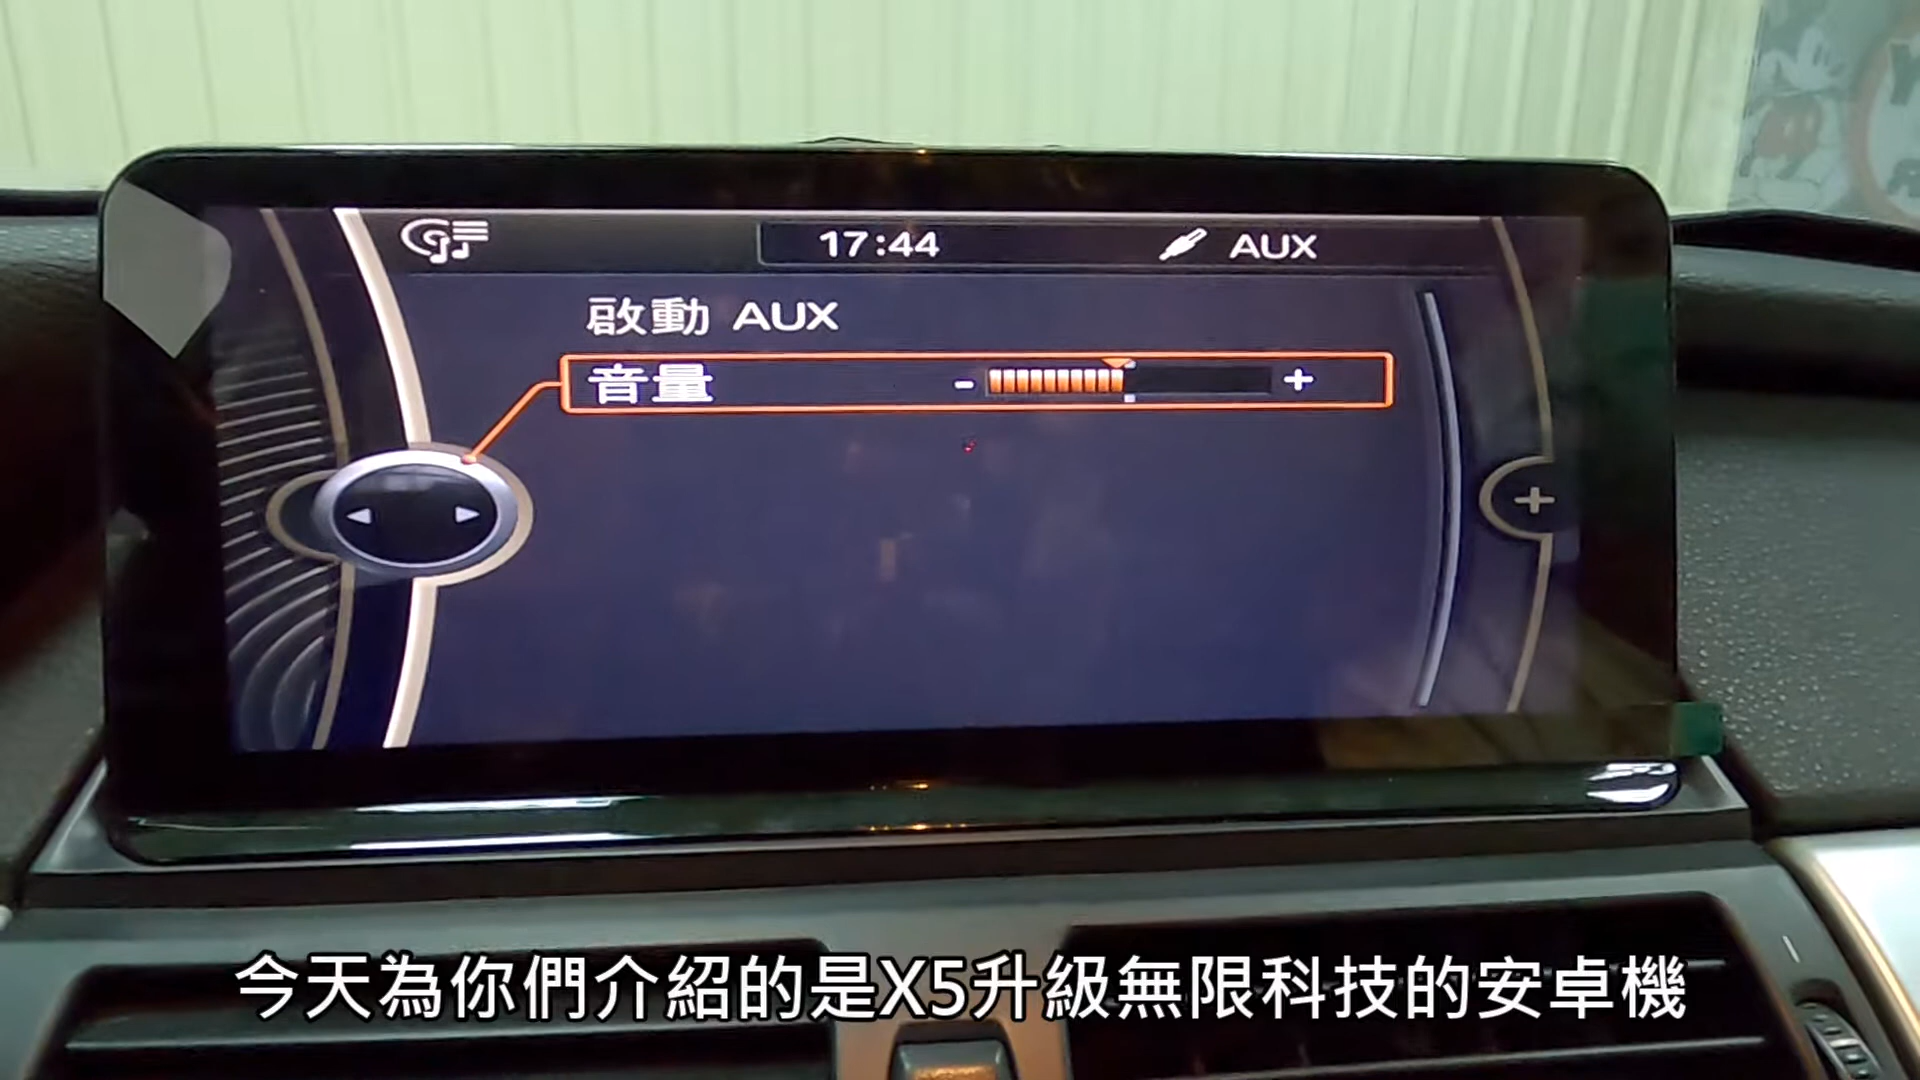 17:44
AUX
啟動 AUX
音量 - +
+
今天為你們介紹的是X5升級無限科技的安卓機